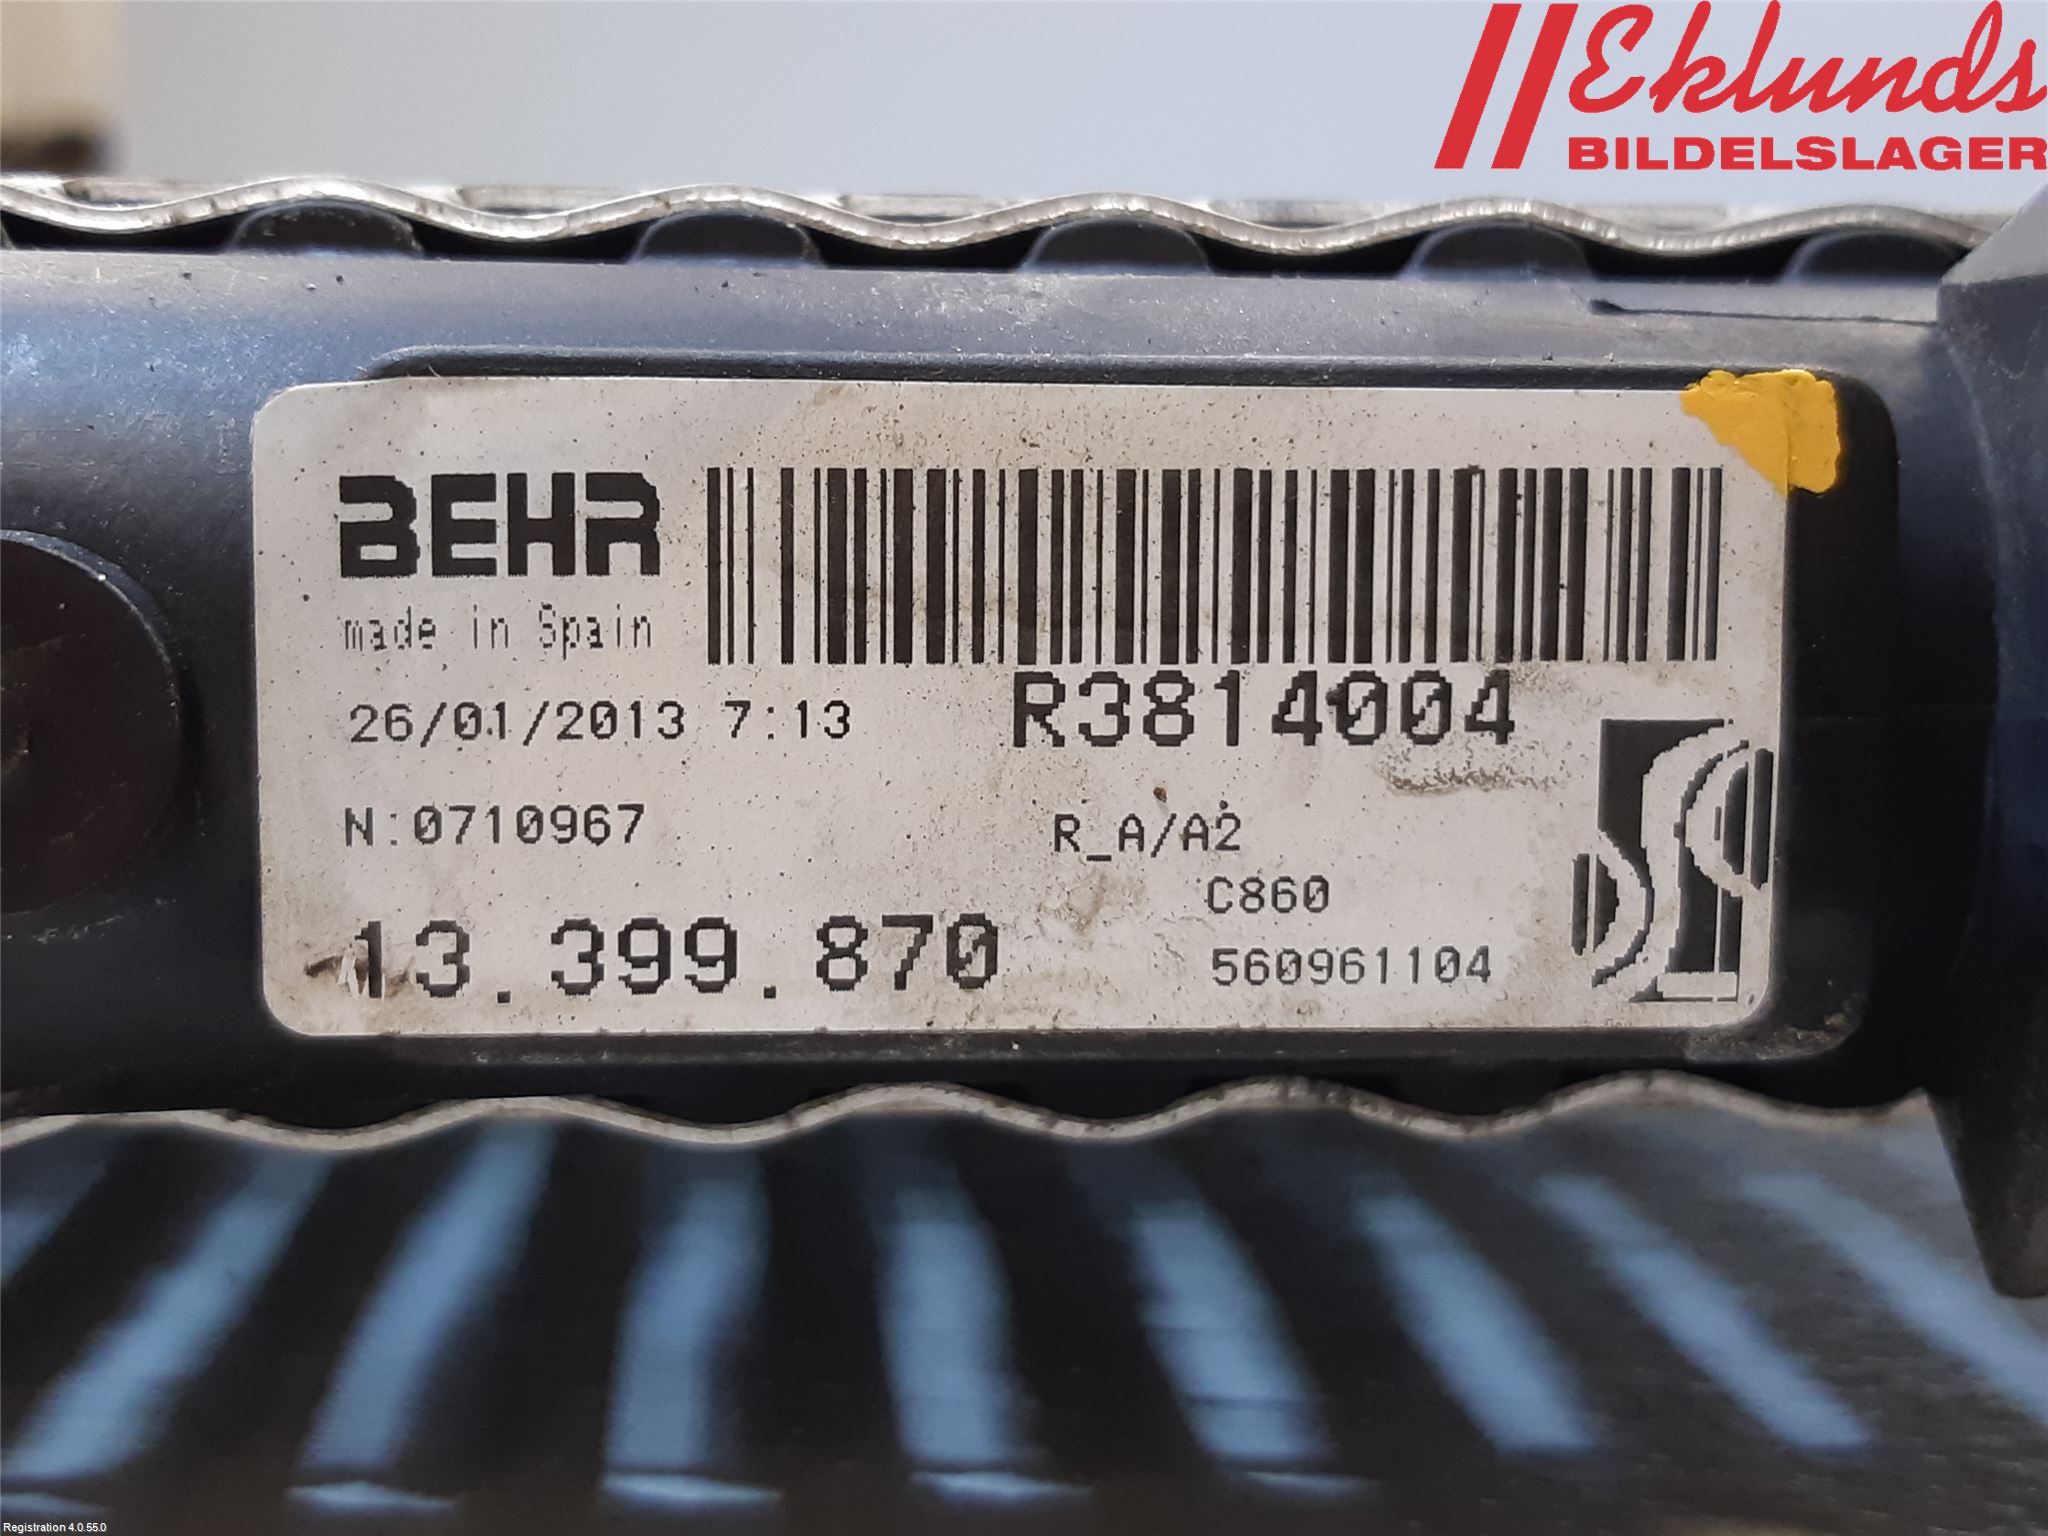 Eklunds
BILDELSLAGER
BEHR
made in Spain
26/01/2013 7:13
R3814004
N:0710967
R_A/A2
C860
13.399.870
560961104
Registration 4.0.55.0